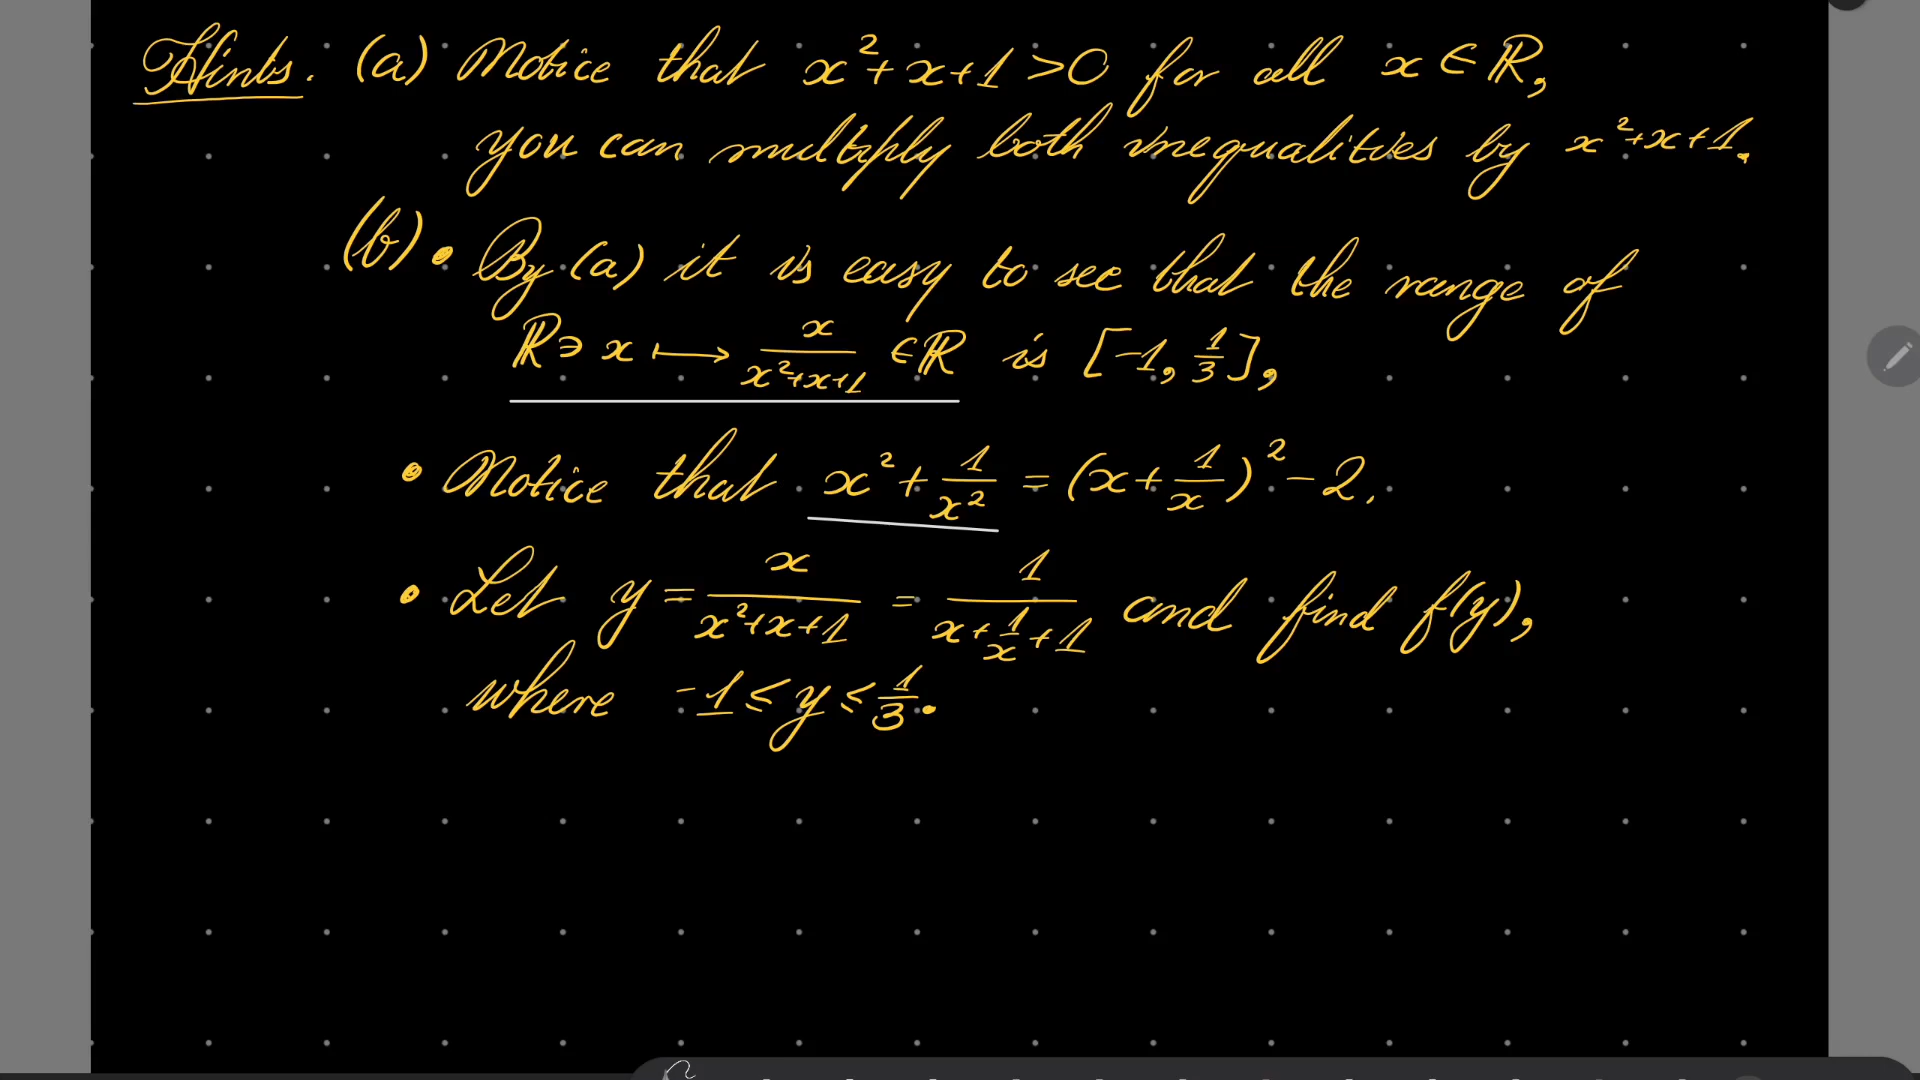 Hints: (a) Notice that x²+x+1>0 for all x∈ℝ,
you can multiply both inequalities by x²+x+1.
(b) • By (a) it is easy to see that the range of
ℝ∋x⟼x/(x²+x+1)∈ℝ is [-1, 1/3],
• Notice that x²+1/x² = (x+1/x)²-2.
• Let y = x/(x²+x+1) = 1/(x+1/x+1) and find f(y),
where -1≤y≤1/3.